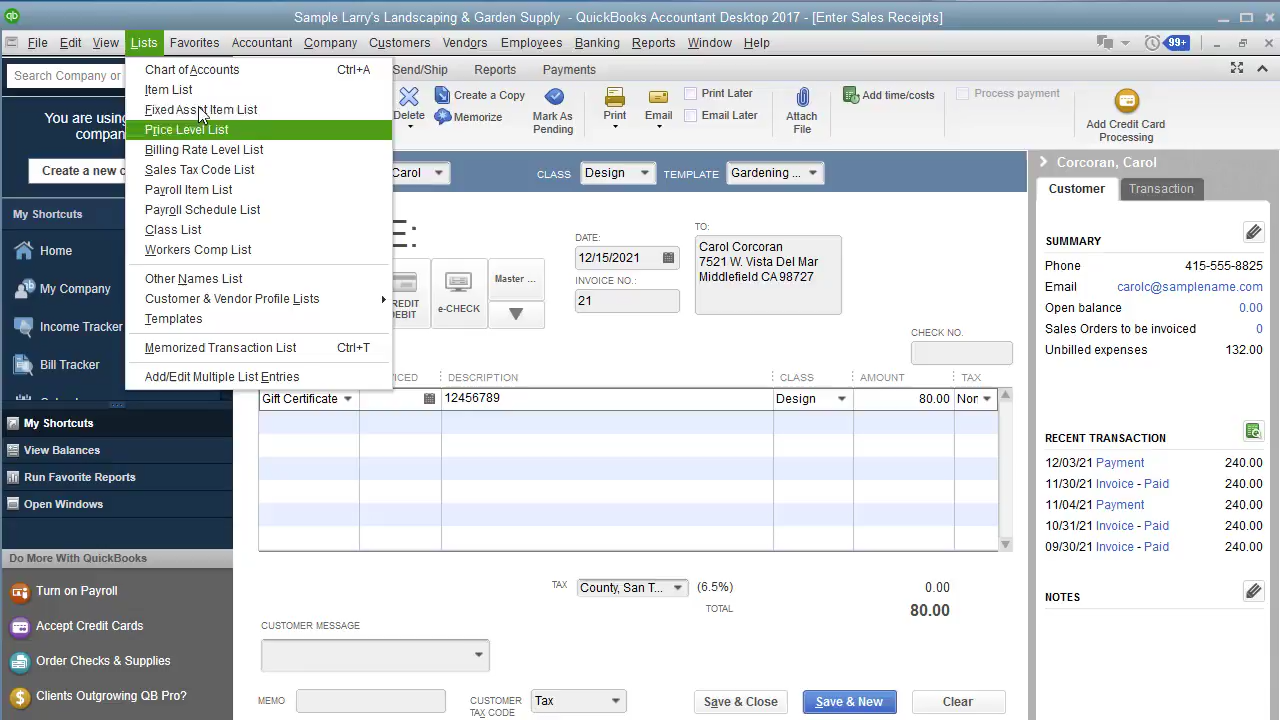 Sample Larry's Landscaping & Garden Supply - QuickBooks Accountant Desktop 2017 - [Enter Sales Receipts]
File Edit View Lists Favorites Accountant Company Customers Vendors Employees Banking Reports Window Help 99+
Search Company or
You are using
company
Create a new c
My Shortcuts
Home
My Company
Income Tracker
Bill Tracker
My Shortcuts
View Balances
Run Favorite Reports
Open Windows
Do More With QuickBooks
Turn on Payroll
Accept Credit Cards
Order Checks & Supplies
Clients Outgrowing QB Pro?
Chart of Accounts Ctrl+A
Item List
Fixed Asset Item List
Price Level List
Billing Rate Level List
Sales Tax Code List
Payroll Item List
Payroll Schedule List
Class List
Workers Comp List
Other Names List
Customer & Vendor Profile Lists
Templates
Memorized Transaction List Ctrl+T
Add/Edit Multiple List Entries
Send/Ship Reports Payments
Delete
Create a Copy
Memorize
Mark As
Pending
Print
Email
Print Later
Email Later
Attach
File
Add time/costs
Process payment
Add Credit Card
Processing
Carol CLASS Design TEMPLATE Gardening ...
E:
DATE:
12/15/2021
INVOICE NO.:
21
TO:
Carol Corcoran
7521 W. Vista Del Mar
Middlefield CA 98727
REDIT
DEBIT
e-CHECK
Master ...
CHECK NO.
ICED DESCRIPTION CLASS AMOUNT TAX
Gift Certificate 12456789 Design 80.00 Nor
TAX County, San T... (6.5%) 0.00
TOTAL 80.00
CUSTOMER MESSAGE
MEMO
CUSTOMER
TAX CODE
Tax
Save & Close Save & New Clear
Corcoran, Carol
Customer Transaction
SUMMARY
Phone 415-555-8825
Email carolc@samplename.com
Open balance 0.00
Sales Orders to be invoiced 0
Unbilled expenses 132.00
RECENT TRANSACTION
12/03/21 Payment 240.00
11/30/21 Invoice - Paid 240.00
11/04/21 Payment 240.00
10/31/21 Invoice - Paid 240.00
09/30/21 Invoice - Paid 240.00
NOTES